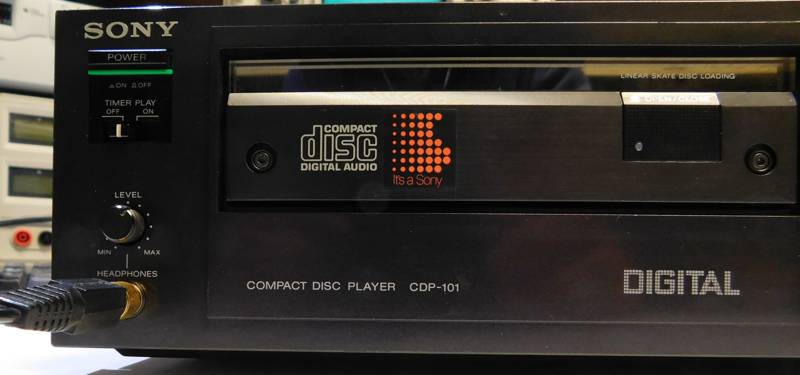 SONY
POWER
ON OFF
TIMER PLAY
OFF ON
LEVEL
MIN MAX
HEADPHONES
LINEAR SKATE DISC LOADING
OPEN/CLOSE
COMPACT
disc
DIGITAL AUDIO
It's a Sony
COMPACT DISC PLAYER CDP-101
DIGITAL